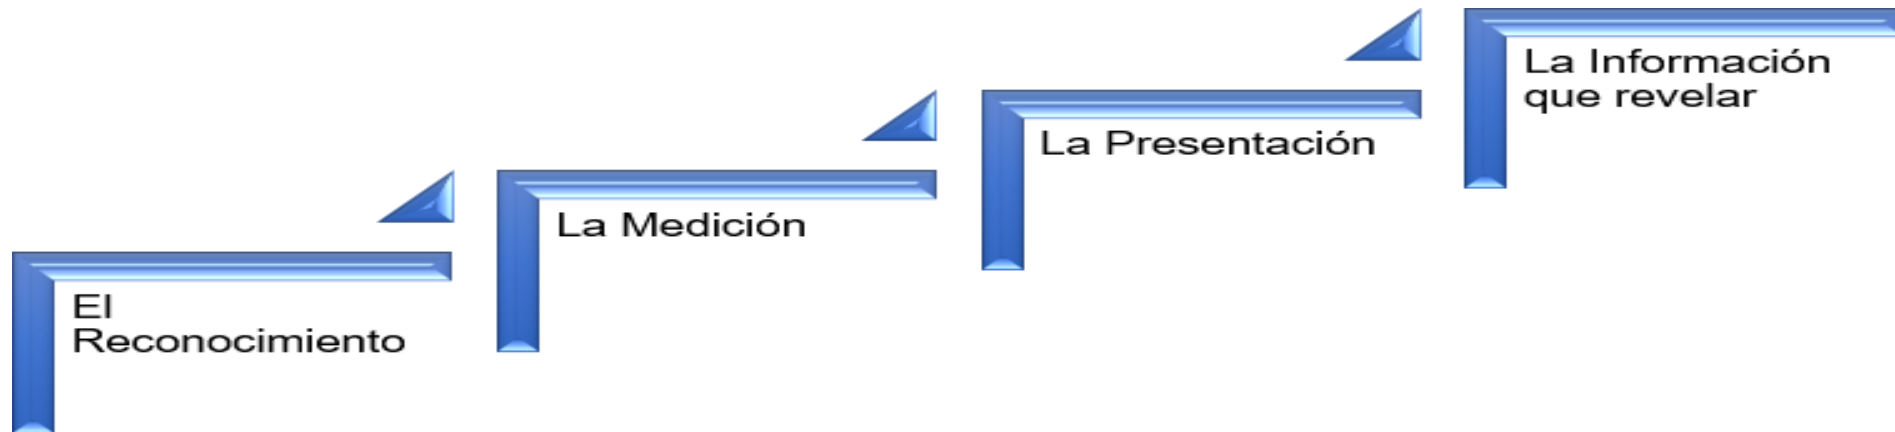 El
Reconocimiento
La Medición
La Presentación
La Información
que revelar